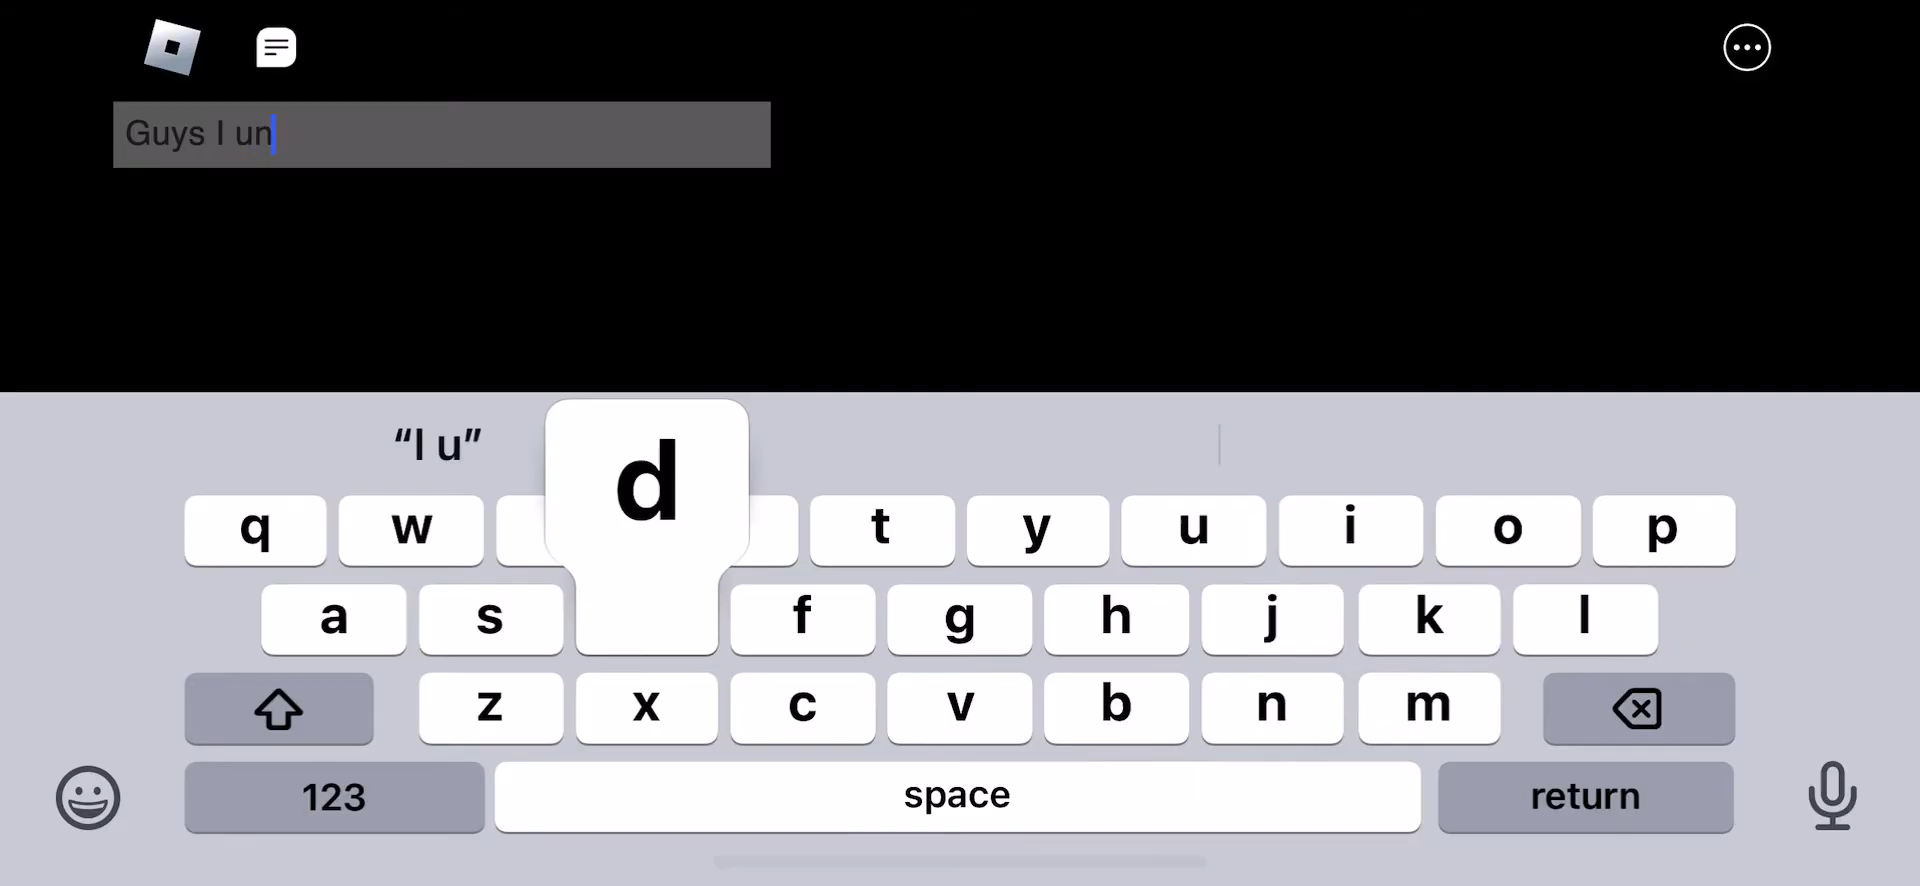 Guys I un
“I u”
d
q w t y u i o p
a s f g h j k l
z x c v b n m
123 space return